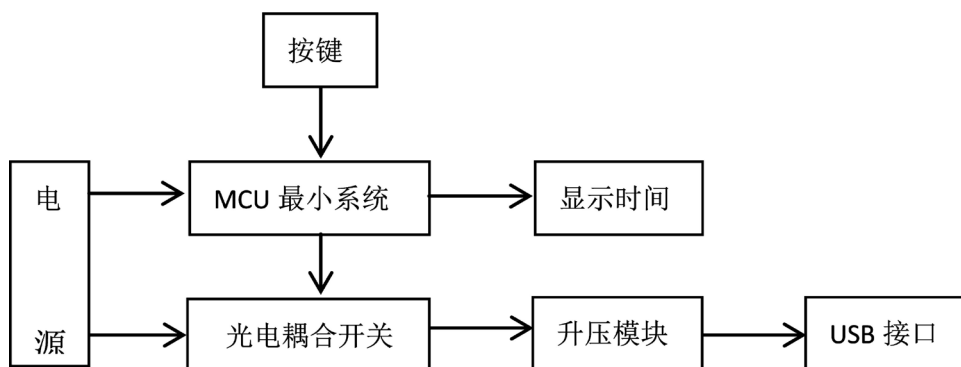 按键
电
源
MCU 最小系统
显示时间
光电耦合开关
升压模块
USB 接口